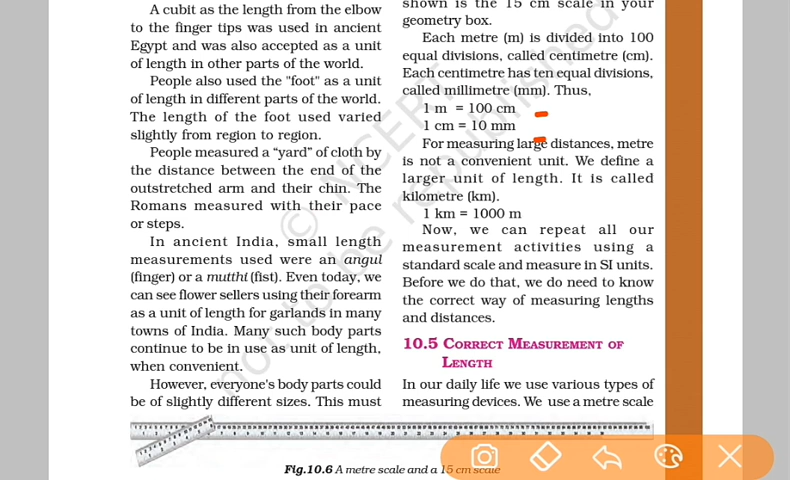 A cubit as the length from the elbow
to the finger tips was used in ancient
Egypt and was also accepted as a unit
of length in other parts of the world.
People also used the "foot" as a unit
of length in different parts of the world.
The length of the foot used varied
slightly from region to region.
People measured a “yard” of cloth by
the distance between the end of the
outstretched arm and their chin. The
Romans measured with their pace
or steps.
In ancient India, small length
measurements used were an angul
(finger) or a mutthi (fist). Even today, we
can see flower sellers using their forearm
as a unit of length for garlands in many
towns of India. Many such body parts
continue to be in use as unit of length,
when convenient.
However, everyone's body parts could
be of slightly different sizes. This must
shown is the 15 cm scale in your
geometry box.
Each metre (m) is divided into 100
equal divisions, called centimetre (cm).
Each centimetre has ten equal divisions,
called millimetre (mm). Thus,
1 m = 100 cm
1 cm = 10 mm
For measuring large distances, metre
is not a convenient unit. We define a
larger unit of length. It is called
kilometre (km).
1 km = 1000 m
Now, we can repeat all our
measurement activities using a
standard scale and measure in SI units.
Before we do that, we do need to know
the correct way of measuring lengths
and distances.
10.5 CORRECT MEASUREMENT OF
LENGTH
In our daily life we use various types of
measuring devices. We use a metre scale
Fig.10.6 A metre scale and a 15 cm scale
© NCERT
not to be republished